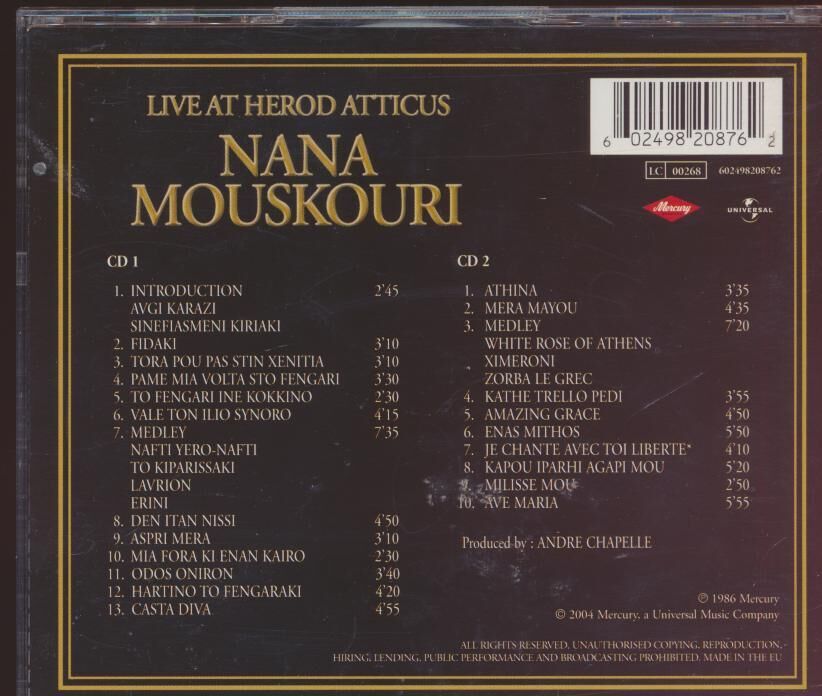 LIVE AT HEROD ATTICUS
NANA
MOUSKOURI
6 02498 20876 2
LC 00268
602498208762
Mercury
UNIVERSAL
CD 1
1. INTRODUCTION 2'45
AVGI KARAZI
SINEFIASMENI KIRIAKI
2. FIDAKI 3'10
3. TORA POU PAS STIN XENITIA 3'10
4. PAME MIA VOLTA STO FENGARI 3'30
5. TO FENGARI INE KOKKINO 2'30
6. VALE TON ILIO SYNORO 4'15
7. MEDLEY 7'35
NAFTI YERO-NAFTI
TO KIPARISSAKI
LAVRION
ERINI
8. DEN ITAN NISSI 4'50
9. ASPRI MERA 3'10
10. MIA FORA KI ENAN KAIRO 2'30
11. ODOS ONIRON 3'40
12. HARTINO TO FENGARAKI 4'20
13. CASTA DIVA 4'55
CD 2
1. ATHINA 3'35
2. MERA MAYOU 4'35
3. MEDLEY 7'20
WHITE ROSE OF ATHENS
XIMERONI
ZORBA LE GREC
4. KATHE TRELLO PEDI 3'55
5. AMAZING GRACE 4'50
6. ENAS MITHOS 5'50
7. JE CHANTE AVEC TOI LIBERTE* 4'10
8. KAPOU IPARHI AGAPI MOU 5'20
9. MILISSE MOU 2'50
10. AVE MARIA 5'55
Produced by : ANDRE CHAPELLE
℗ 1986 Mercury
© 2004 Mercury, a Universal Music Company
ALL RIGHTS RESERVED. UNAUTHORISED COPYING, REPRODUCTION,
HIRING, LENDING, PUBLIC PERFORMANCE AND BROADCASTING PROHIBITED. MADE IN THE EU